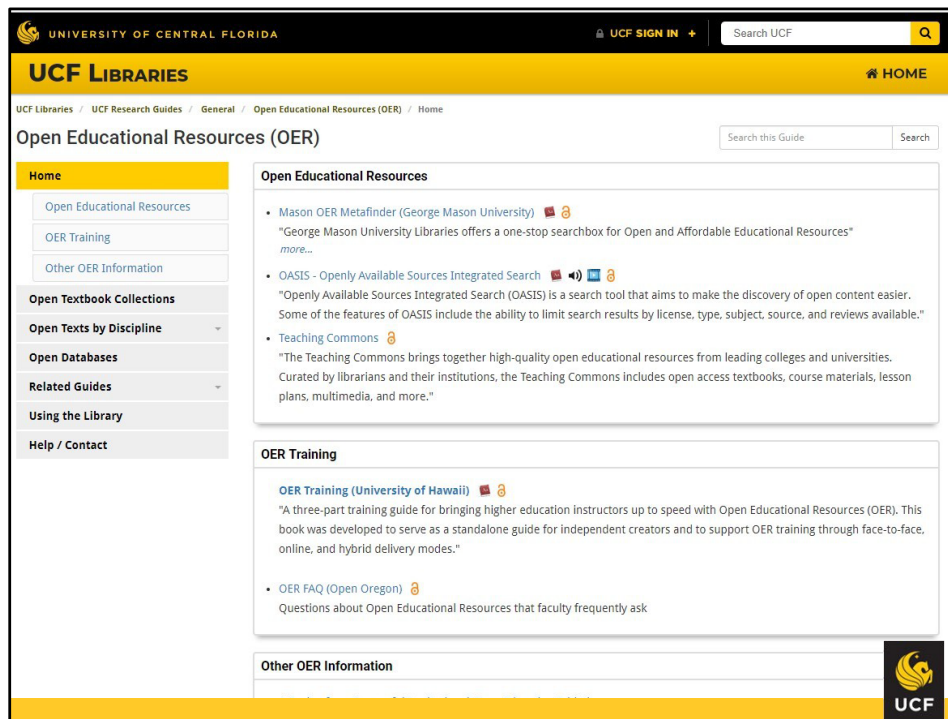 UNIVERSITY OF CENTRAL FLORIDA
UCF SIGN IN +
Search UCF
UCF LIBRARIES
HOME
UCF Libraries / UCF Research Guides / General / Open Educational Resources (OER) / Home
Open Educational Resources (OER)
Search this Guide
Search
Home
Open Educational Resources
OER Training
Other OER Information
Open Textbook Collections
Open Texts by Discipline
Open Databases
Related Guides
Using the Library
Help / Contact
Open Educational Resources
• Mason OER Metafinder (George Mason University)
"George Mason University Libraries offers a one-stop searchbox for Open and Affordable Educational Resources"
more...
• OASIS - Openly Available Sources Integrated Search
"Openly Available Sources Integrated Search (OASIS) is a search tool that aims to make the discovery of open content easier.
Some of the features of OASIS include the ability to limit search results by license, type, subject, source, and reviews available."
• Teaching Commons
"The Teaching Commons brings together high-quality open educational resources from leading colleges and universities.
Curated by librarians and their institutions, the Teaching Commons includes open access textbooks, course materials, lesson
plans, multimedia, and more."
OER Training
OER Training (University of Hawaii)
"A three-part training guide for bringing higher education instructors up to speed with Open Educational Resources (OER). This
book was developed to serve as a standalone guide for independent creators and to support OER training through face-to-face,
online, and hybrid delivery modes."
• OER FAQ (Open Oregon)
Questions about Open Educational Resources that faculty frequently ask
Other OER Information
UCF